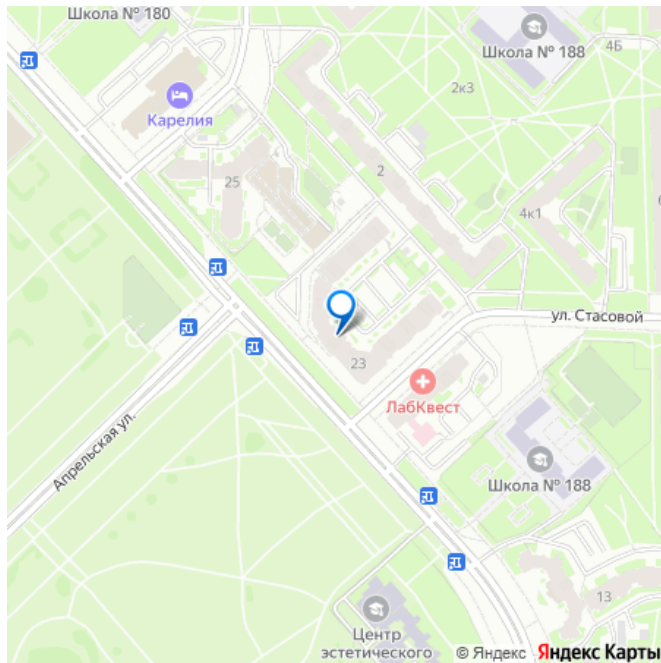 Школа № 180
Школа № 188
4Б
2к3
Карелия
2
25
4к1
ул. Стасовой
23
ЛабКвест
Апрельская ул.
Школа № 188
13
Центр
эстетического
© Яндекс Яндекс Карты